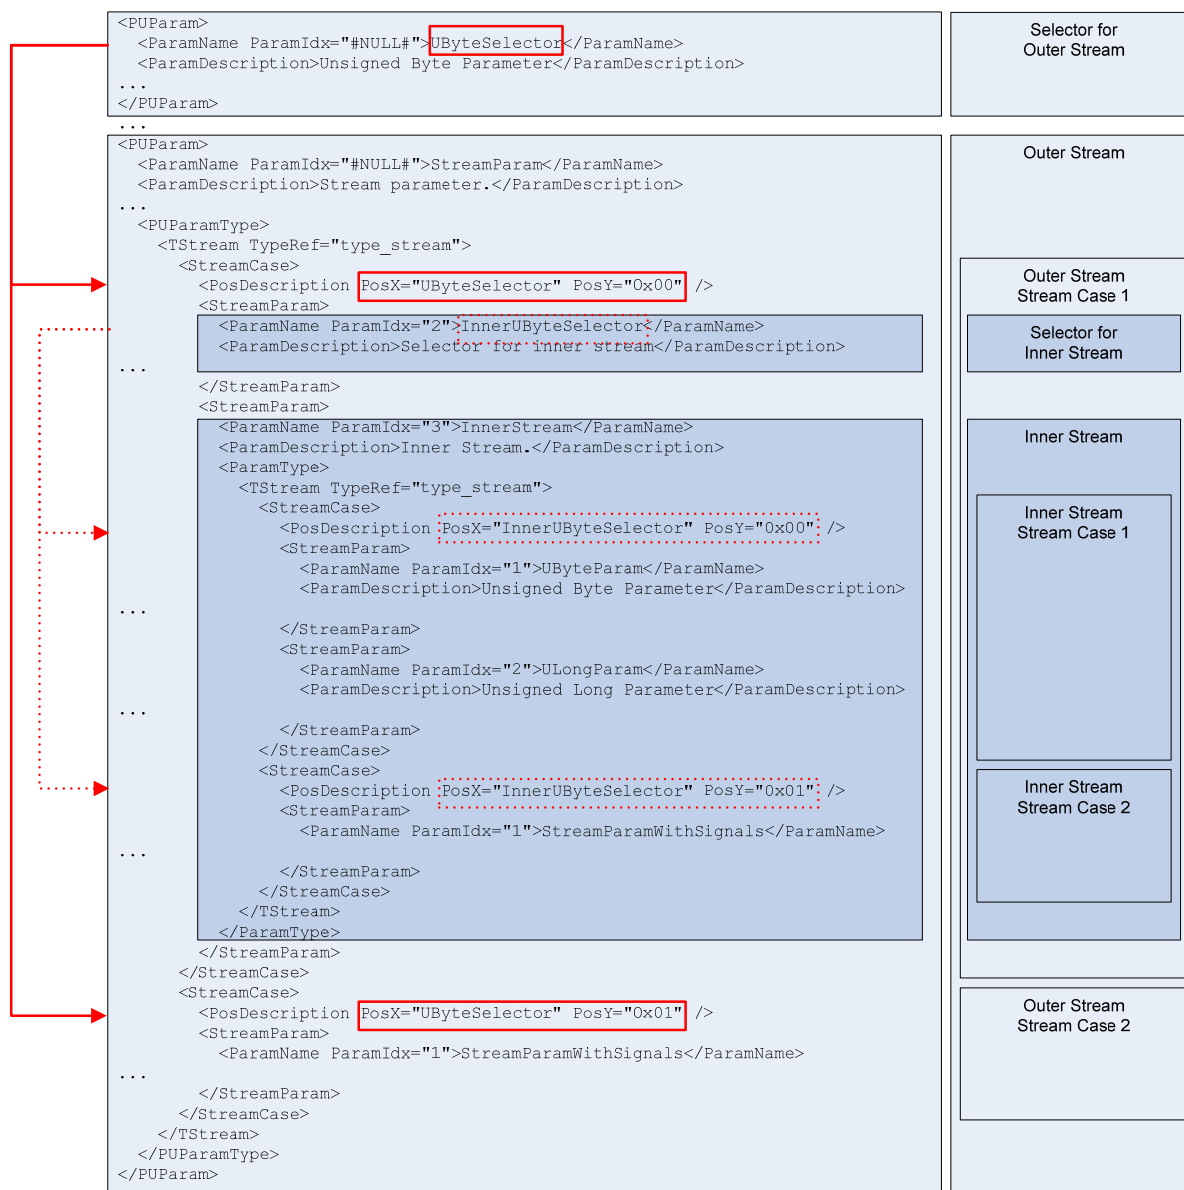 <PUParam>
  <ParamName ParamIdx="#NULL#">UByteSelector</ParamName>
  <ParamDescription>Unsigned Byte Parameter</ParamDescription>
...
</PUParam>
Selector for
Outer Stream
...
<PUParam>
  <ParamName ParamIdx="#NULL#">StreamParam</ParamName>
  <ParamDescription>Stream parameter.</ParamDescription>
...
  <PUParamType>
    <TStream TypeRef="type_stream">
      <StreamCase>
        <PosDescription PosX="UByteSelector" PosY="0x00" />
        <StreamParam>
          <ParamName ParamIdx="2">InnerUByteSelector</ParamName>
          <ParamDescription>Selector for inner stream</ParamDescription>
...
        </StreamParam>
        <StreamParam>
          <ParamName ParamIdx="3">InnerStream</ParamName>
          <ParamDescription>Inner Stream.</ParamDescription>
          <ParamType>
            <TStream TypeRef="type_stream">
              <StreamCase>
                <PosDescription PosX="InnerUByteSelector" PosY="0x00" />
                <StreamParam>
                  <ParamName ParamIdx="1">UByteParam</ParamName>
                  <ParamDescription>Unsigned Byte Parameter</ParamDescription>
...
                </StreamParam>
                <StreamParam>
                  <ParamName ParamIdx="2">ULongParam</ParamName>
                  <ParamDescription>Unsigned Long Parameter</ParamDescription>
...
                </StreamParam>
              </StreamCase>
              <StreamCase>
                <PosDescription PosX="InnerUByteSelector" PosY="0x01" />
                <StreamParam>
                  <ParamName ParamIdx="1">StreamParamWithSignals</ParamName>
...
                </StreamParam>
              </StreamCase>
            </TStream>
          </ParamType>
        </StreamParam>
      </StreamCase>
      <StreamCase>
        <PosDescription PosX="UByteSelector" PosY="0x01" />
        <StreamParam>
          <ParamName ParamIdx="1">StreamParamWithSignals</ParamName>
...
        </StreamParam>
      </StreamCase>
    </TStream>
  </PUParamType>
</PUParam>
Outer Stream
Outer Stream
Stream Case 1
Selector for
Inner Stream
Inner Stream
Inner Stream
Stream Case 1
Inner Stream
Stream Case 2
Outer Stream
Stream Case 2